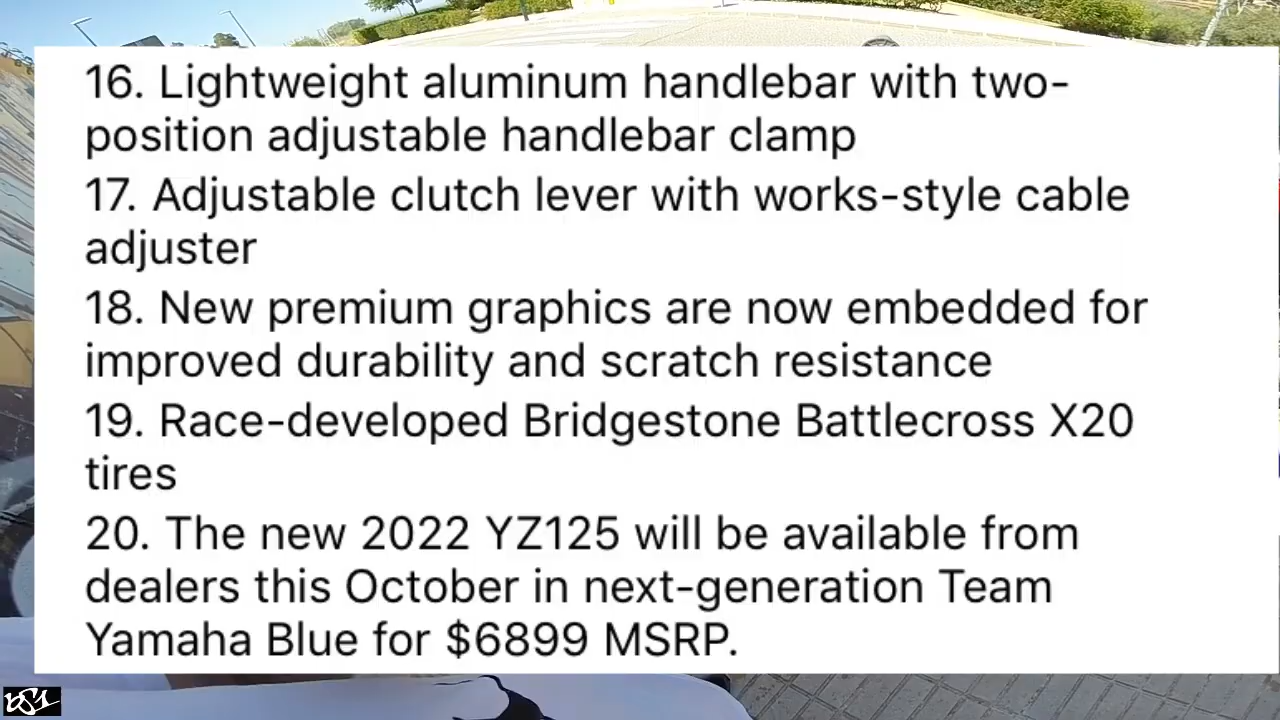 16. Lightweight aluminum handlebar with two-
position adjustable handlebar clamp
17. Adjustable clutch lever with works-style cable
adjuster
18. New premium graphics are now embedded for
improved durability and scratch resistance
19. Race-developed Bridgestone Battlecross X20
tires
20. The new 2022 YZ125 will be available from
dealers this October in next-generation Team
Yamaha Blue for $6899 MSRP.